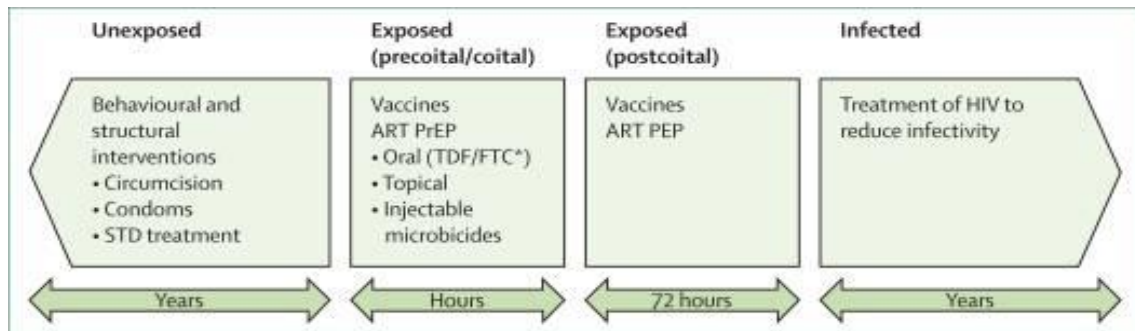 Unexposed
Exposed
(precoital/coital)
Exposed
(postcoital)
Infected
Behavioural and
structural
interventions
• Circumcision
• Condoms
• STD treatment
Vaccines
ART PrEP
• Oral (TDF/FTC*)
• Topical
• Injectable
microbicides
Vaccines
ART PEP
Treatment of HIV to
reduce infectivity
Years
Hours
72 hours
Years